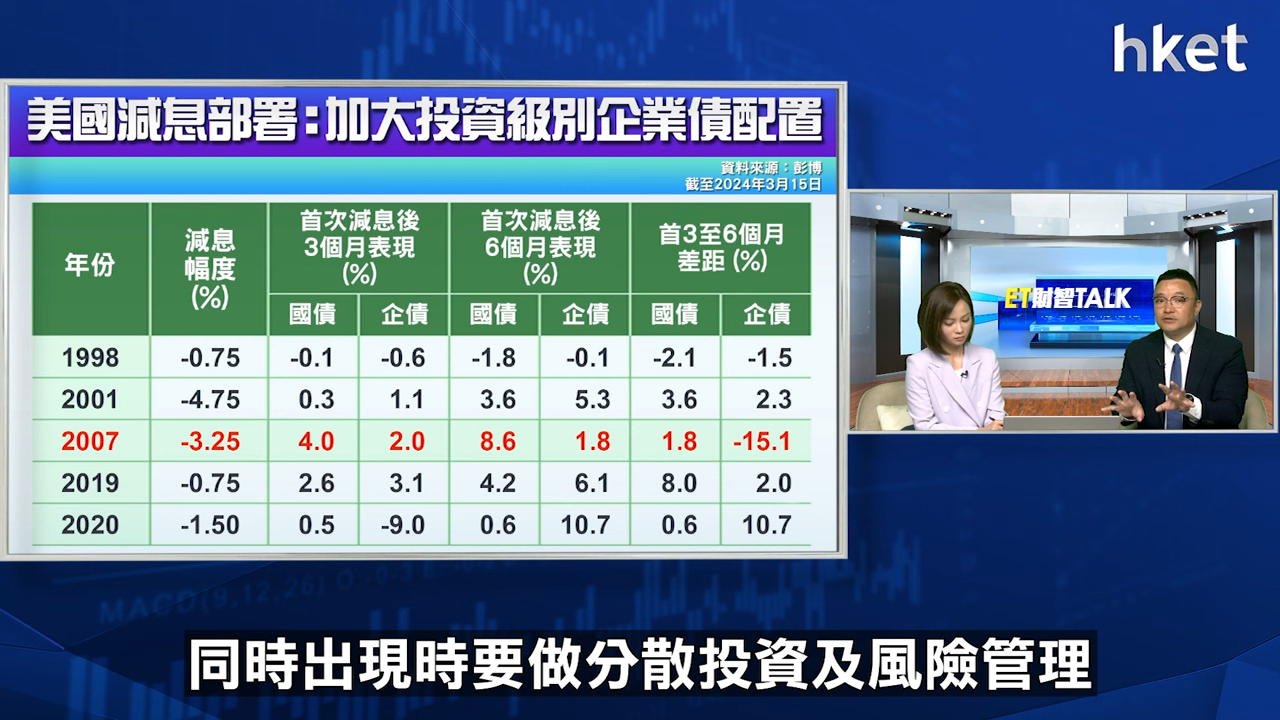 hket
美國減息部署:加大投資級別企業債配置
資料來源:彭博
截至2024年3月15日
年份 減息幅度(%) 首次減息後3個月表現(%) 首次減息後6個月表現(%) 首3至6個月差距(%)
國債 企債 國債 企債 國債 企債
1998 -0.75 -0.1 -0.6 -1.8 -0.1 -2.1 -1.5
2001 -4.75 0.3 1.1 3.6 5.3 3.6 2.3
2007 -3.25 4.0 2.0 8.6 1.8 1.8 -15.1
2019 -0.75 2.6 3.1 4.2 6.1 8.0 2.0
2020 -1.50 0.5 -9.0 0.6 10.7 0.6 10.7
ET財智TALK
MACD(9,12,26)
同時出現時要做分散投資及風險管理